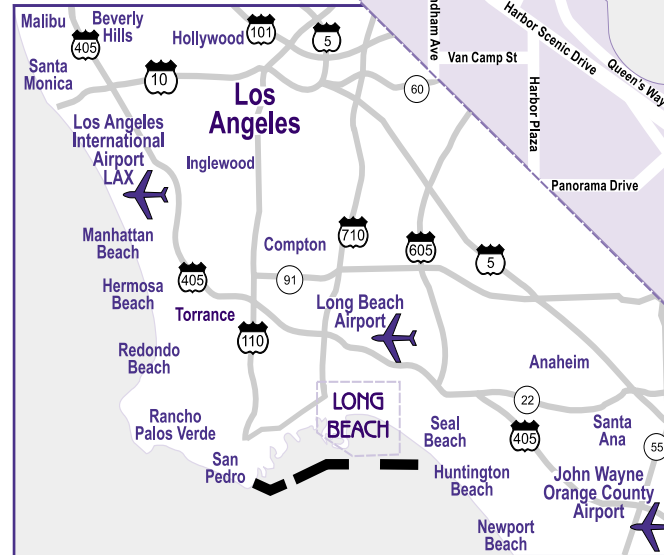 Malibu
Beverly
Hills
405
Hollywood
101
5
Santa
Monica
10
60
Los
Angeles
Los Angeles
International
Airport
LAX
Inglewood
Manhattan
Beach
Compton
710
605
5
Hermosa
Beach
405
91
Torrance
Long Beach
Airport
110
Redondo
Beach
Anaheim
LONG
BEACH
22
Rancho
Palos Verde
Seal
Beach
405
Santa
Ana
55
San
Pedro
Huntington
Beach
John Wayne
Orange County
Airport
Newport
Beach
dham Ave
Van Camp St
Harbor Scenic Drive
Queen's Way
Harbor Plaza
Panorama Drive